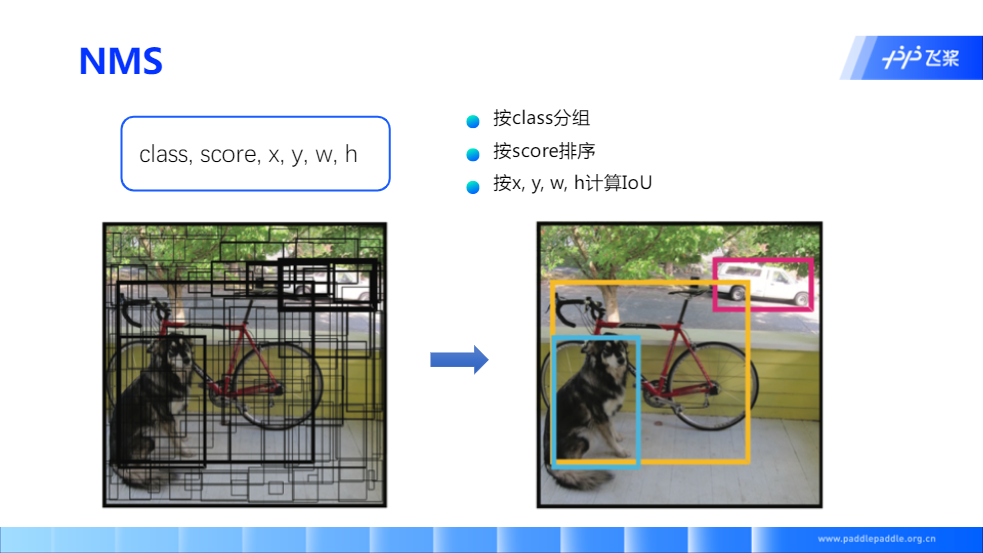 NMS
飞桨
class, score, x, y, w, h
按class分组
按score排序
按x, y, w, h计算IoU
www.paddlepaddle.org.cn